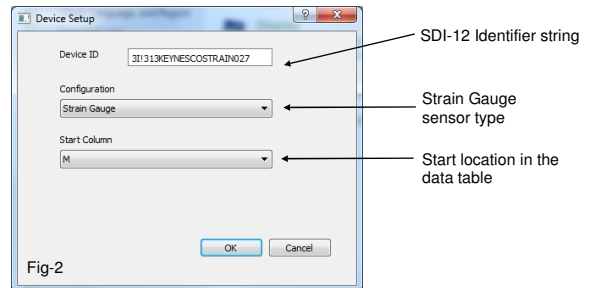 Device Setup
Device ID
3I!313KEYNESCOSTRAIN027
SDI-12 Identifier string
Configuration
Strain Gauge
Strain Gauge
sensor type
Start Column
M
Start location in the
data table
OK
Cancel
Fig-2